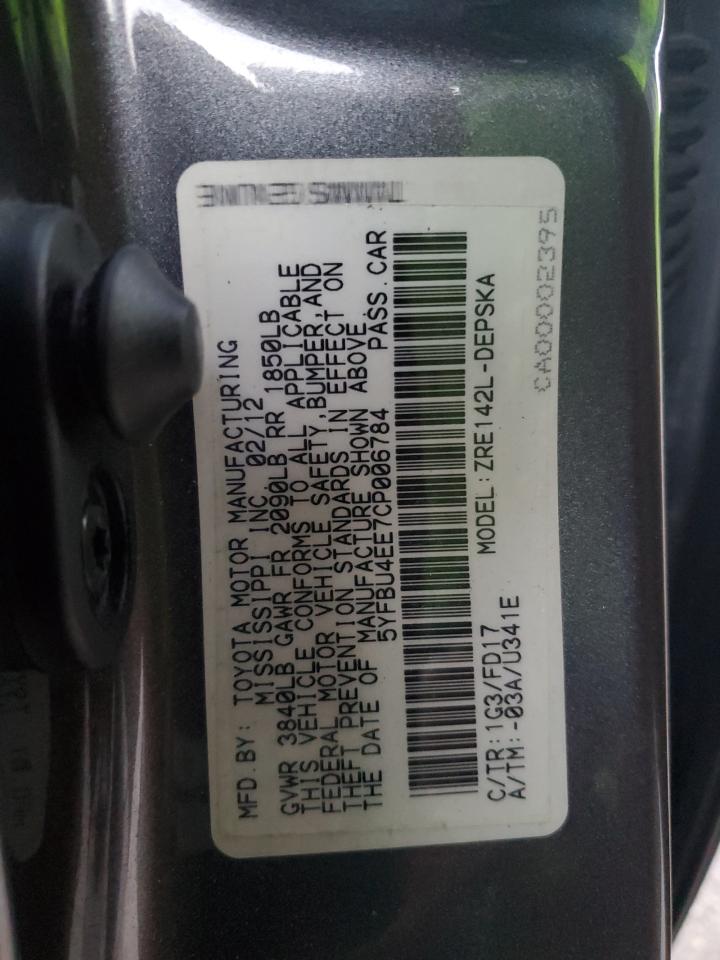 MFD.BY: TOYOTA MOTOR MANUFACTURING
MISSISSIPPI INC 02/12
GVWR 3840LB GAWR FR 2090LB RR 1850LB
THIS VEHICLE CONFORMS TO ALL APPLICABLE
FEDERAL MOTOR VEHICLE SAFETY,BUMPER,AND
THEFT PREVENTION STANDARDS IN EFFECT ON
THE DATE OF MANUFACTURE SHOWN ABOVE.
5YFBU4EE7CP006784 PASS.CAR
MODEL:ZRE142L-DEPSKA
C/TR:1G3/FD17
A/TM:-03A/U341E
CA00002395